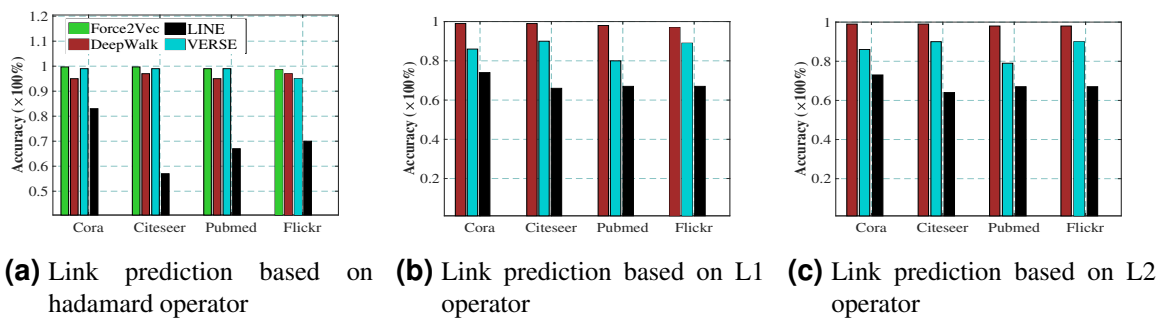 1.2
1.1
1
0.9
0.8
0.7
0.6
0.5
Accuracy (×100%)
Force2Vec LINE
DeepWalk VERSE
Cora Citeseer Pubmed Flickr
(a) Link prediction based on
hadamard operator
1
0.8
0.6
0.4
0.2
Accuracy (×100%)
Cora Citeseer Pubmed Flickr
(b) Link prediction based on L1
operator
1
0.8
0.6
0.4
0.2
Accuracy (×100%)
Cora Citeseer Pubmed Flickr
(c) Link prediction based on L2
operator